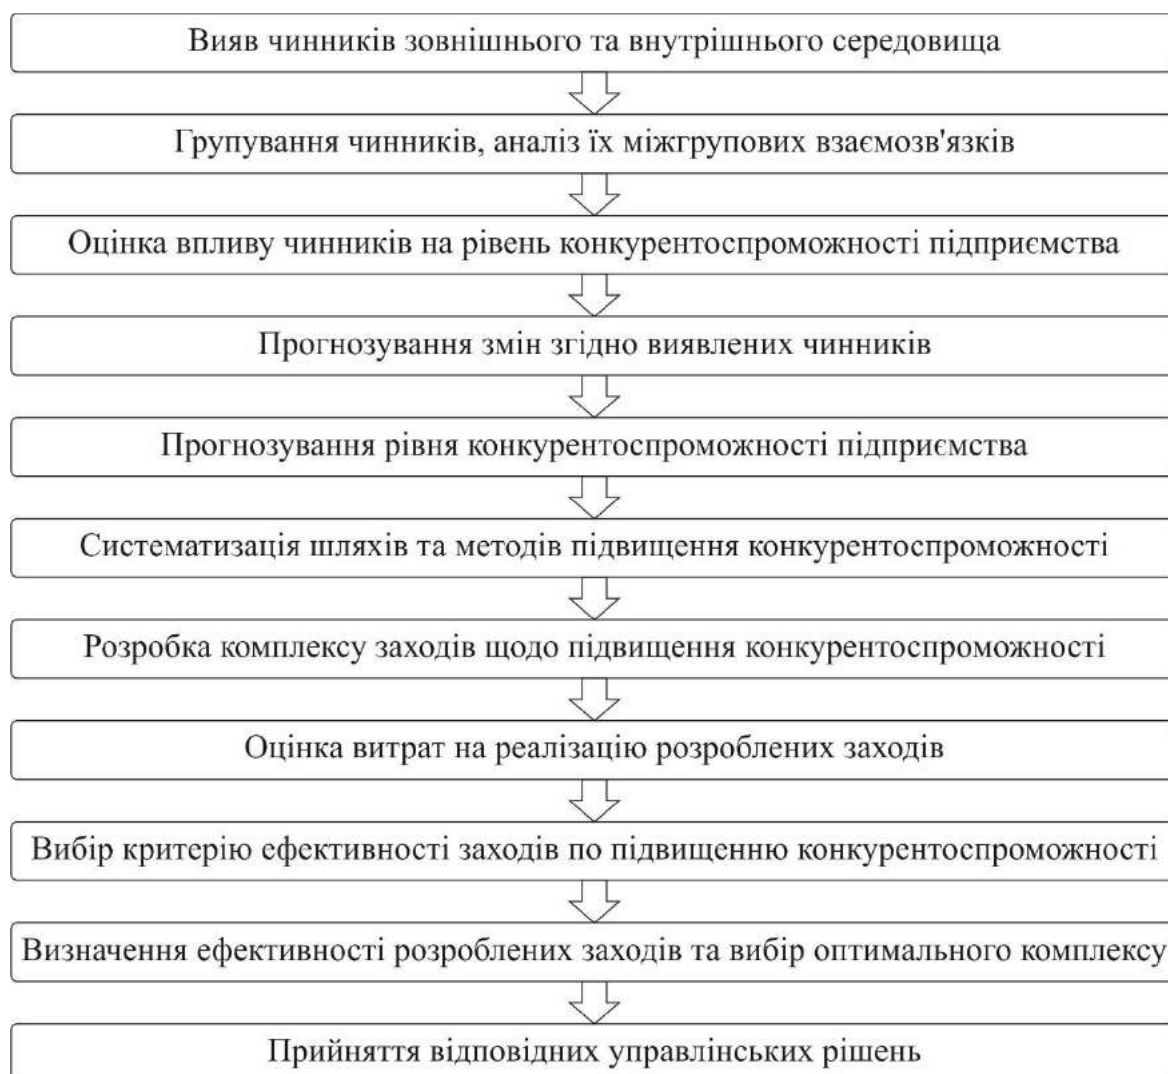 Вияв чинників зовнішнього та внутрішнього середовища
Групування чинників, аналіз їх міжгрупових взаємозв'язків
Оцінка впливу чинників на рівень конкурентоспроможності підприємства
Прогнозування змін згідно виявлених чинників
Прогнозування рівня конкурентоспроможності підприємства
Систематизація шляхів та методів підвищення конкурентоспроможності
Розробка комплексу заходів щодо підвищення конкурентоспроможності
Оцінка витрат на реалізацію розроблених заходів
Вибір критерію ефективності заходів по підвищенню конкурентоспроможності
Визначення ефективності розроблених заходів та вибір оптимального комплексу
Прийняття відповідних управлінських рішень